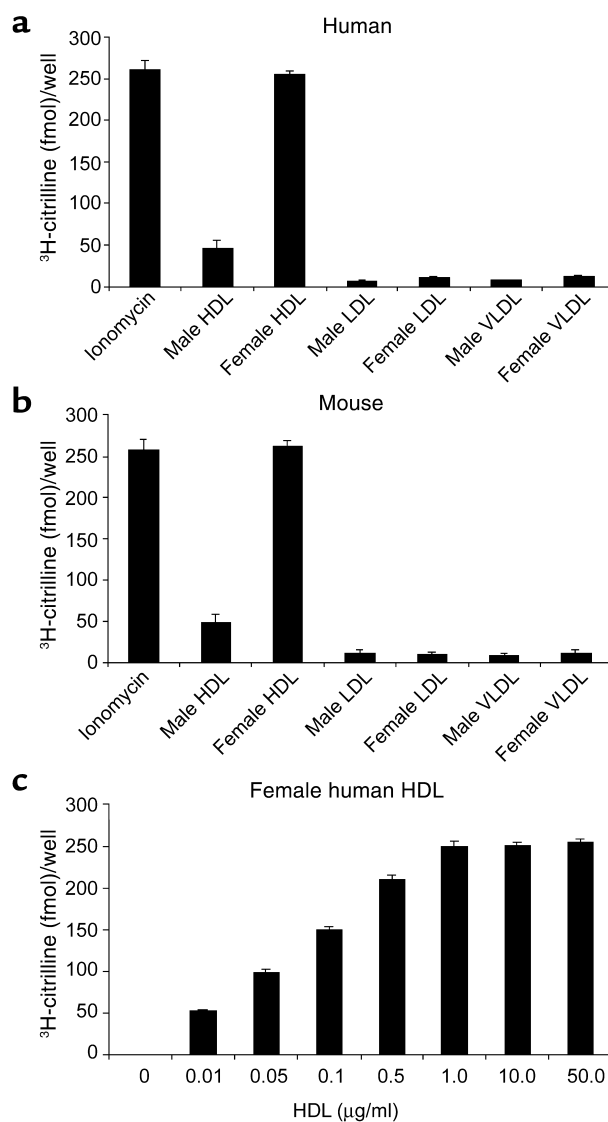 a
Human
³H-citrilline (fmol)/well
300
250
200
150
100
50
0
Ionomycin
Male HDL
Female HDL
Male LDL
Female LDL
Male VLDL
Female VLDL
b
Mouse
³H-citrilline (fmol)/well
300
250
200
150
100
50
0
Ionomycin
Male HDL
Female HDL
Male LDL
Female LDL
Male VLDL
Female VLDL
c
Female human HDL
³H-citrilline (fmol)/well
300
250
200
150
100
50
0
0 0.01 0.05 0.1 0.5 1.0 10.0 50.0
HDL (μg/ml)